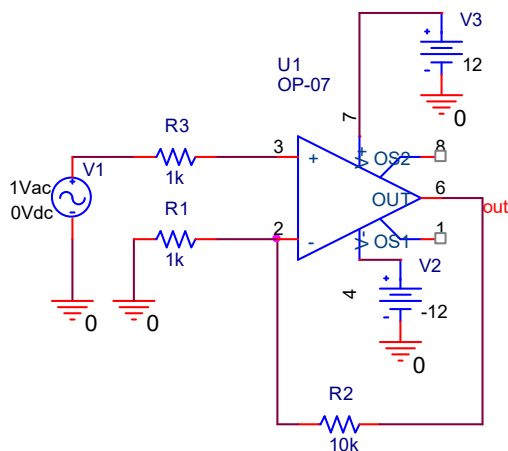 V3
+
-
12
0
U1
OP-07
7
V+
R3
3
+
OS2
8
1k
V1
1Vac
0Vdc
+
-
OUT
6
out
R1
2
-
1k
V-
OS1
1
4
V2
+
-
-12
0
0
0
R2
10k